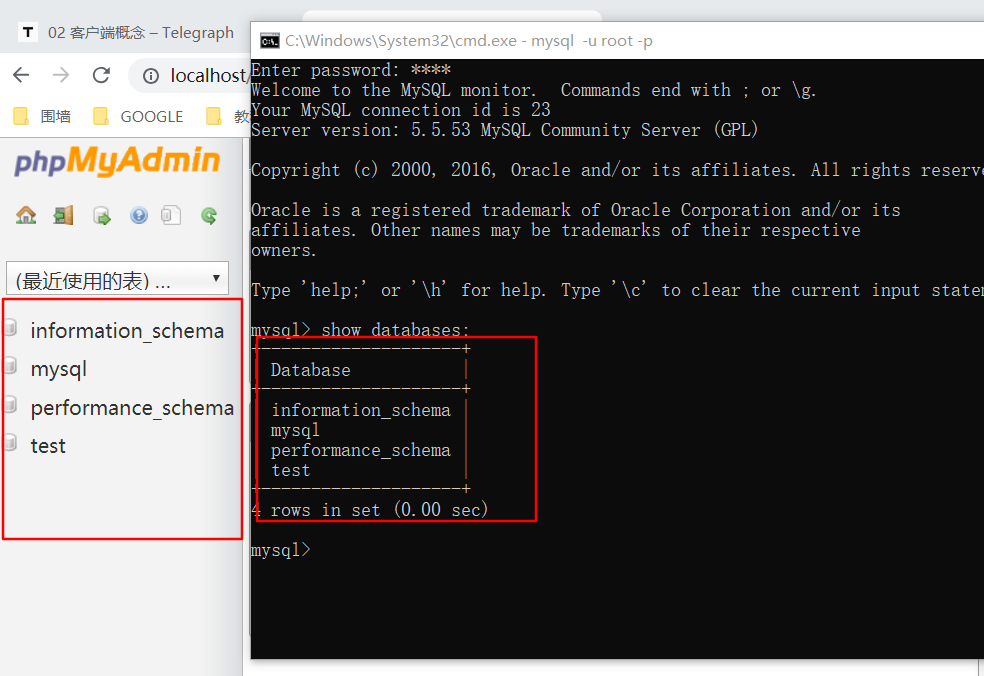 02 客户端概念 – Telegraph
localhost/
围墙 GOOGLE
phpMyAdmin
(最近使用的表) ...
information_schema
mysql
performance_schema
test
C:\Windows\System32\cmd.exe - mysql -u root -p
Enter password: ****
Welcome to the MySQL monitor.  Commands end with ; or \g.
Your MySQL connection id is 23
Server version: 5.5.53 MySQL Community Server (GPL)
Copyright (c) 2000, 2016, Oracle and/or its affiliates. All rights reserve
Oracle is a registered trademark of Oracle Corporation and/or its
affiliates. Other names may be trademarks of their respective
owners.
Type 'help;' or '\h' for help. Type '\c' to clear the current input state
mysql> show databases;
+--------------------+
| Database           |
+--------------------+
| information_schema |
| mysql              |
| performance_schema |
| test               |
+--------------------+
4 rows in set (0.00 sec)
mysql>